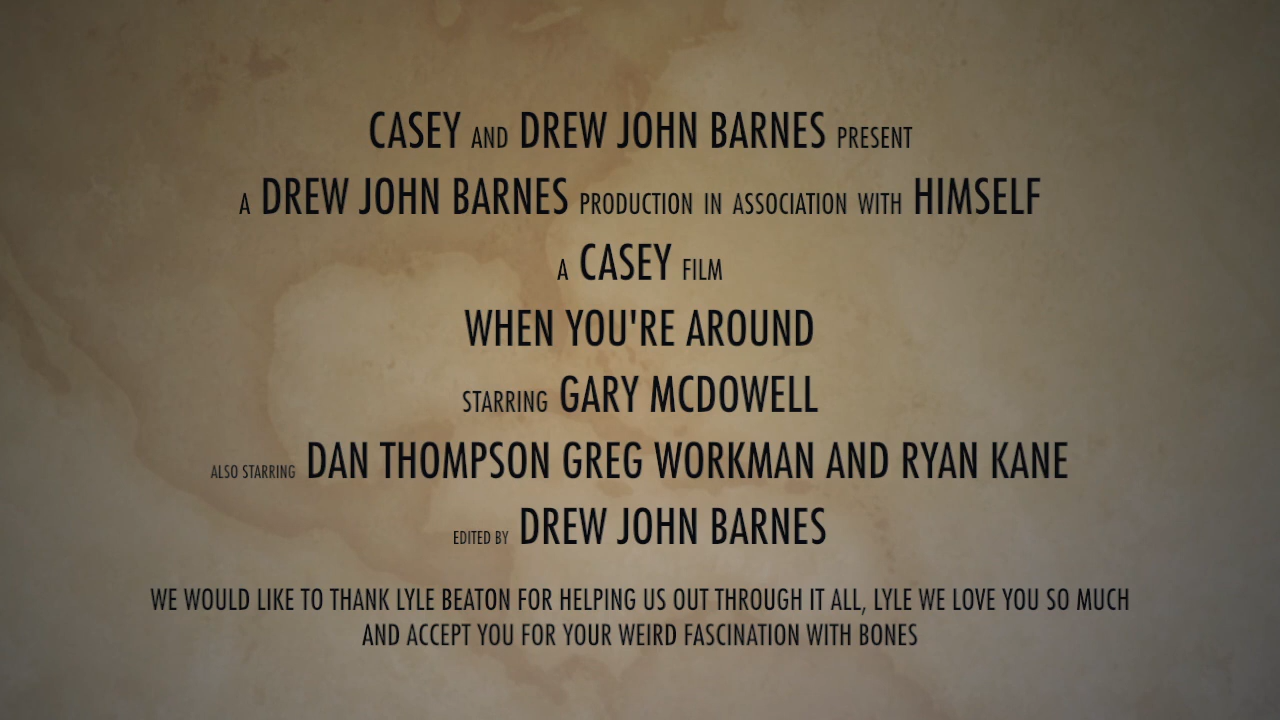 CASEY AND DREW JOHN BARNES PRESENT
A DREW JOHN BARNES PRODUCTION IN ASSOCIATION WITH HIMSELF
A CASEY FILM
WHEN YOU'RE AROUND
STARRING GARY MCDOWELL
ALSO STARRING DAN THOMPSON GREG WORKMAN AND RYAN KANE
EDITED BY DREW JOHN BARNES
WE WOULD LIKE TO THANK LYLE BEATON FOR HELPING US OUT THROUGH IT ALL, LYLE WE LOVE YOU SO MUCH
AND ACCEPT YOU FOR YOUR WEIRD FASCINATION WITH BONES